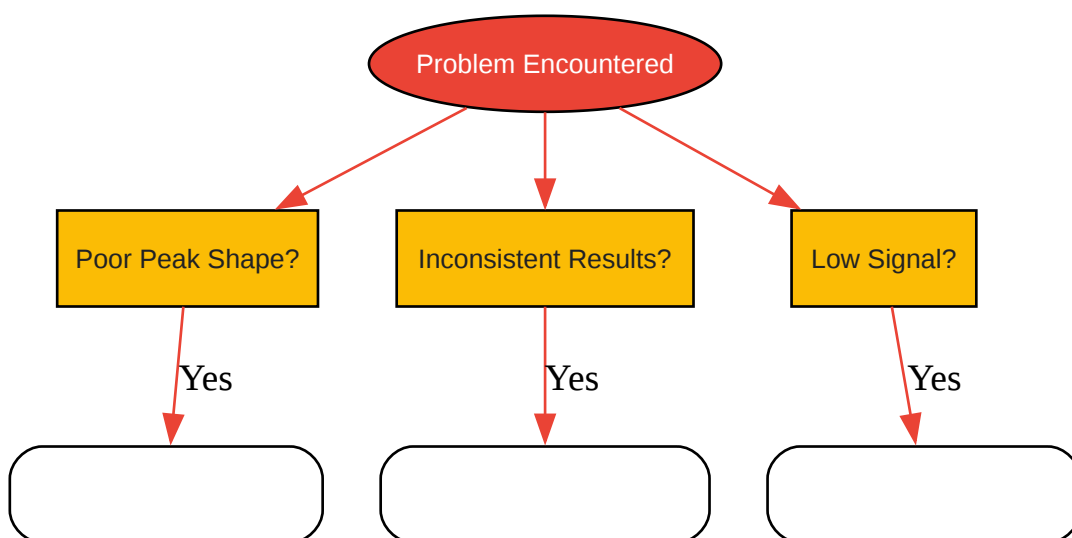 Problem Encountered
Poor Peak Shape?
Inconsistent Results?
Low Signal?
Yes
Yes
Yes